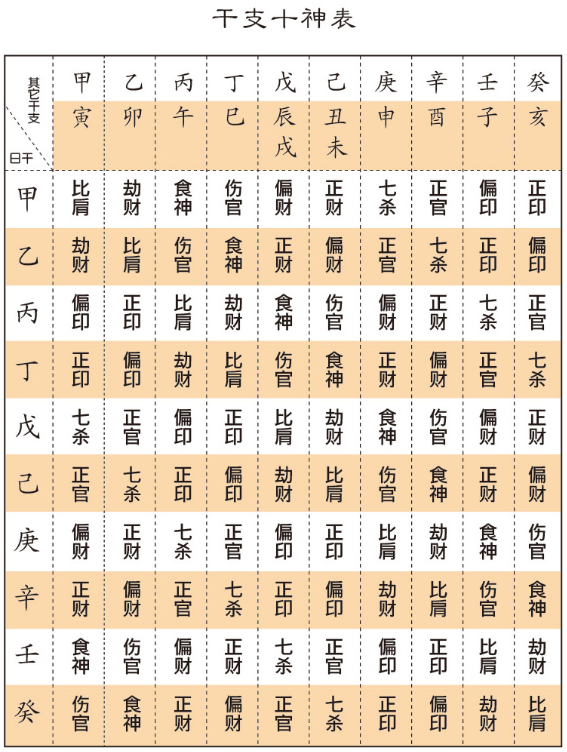 干支十神表
其它干支 甲 乙 丙 丁 戊 己 庚 辛 壬 癸
日干 寅 卯 午 巳 辰戌 丑未 申 酉 子 亥
甲 比肩 劫财 食神 伤官 偏财 正财 七杀 正官 偏印 正印
乙 劫财 比肩 伤官 食神 正财 偏财 正官 七杀 正印 偏印
丙 偏印 正印 比肩 劫财 食神 伤官 偏财 正财 七杀 正官
丁 正印 偏印 劫财 比肩 伤官 食神 正财 偏财 正官 七杀
戊 七杀 正官 偏印 正印 比肩 劫财 食神 伤官 偏财 正财
己 正官 七杀 正印 偏印 劫财 比肩 伤官 食神 正财 偏财
庚 偏财 正财 七杀 正官 偏印 正印 比肩 劫财 食神 伤官
辛 正财 偏财 正官 七杀 正印 偏印 劫财 比肩 伤官 食神
壬 食神 伤官 偏财 正财 七杀 正官 偏印 正印 比肩 劫财
癸 伤官 食神 正财 偏财 正官 七杀 正印 偏印 劫财 比肩